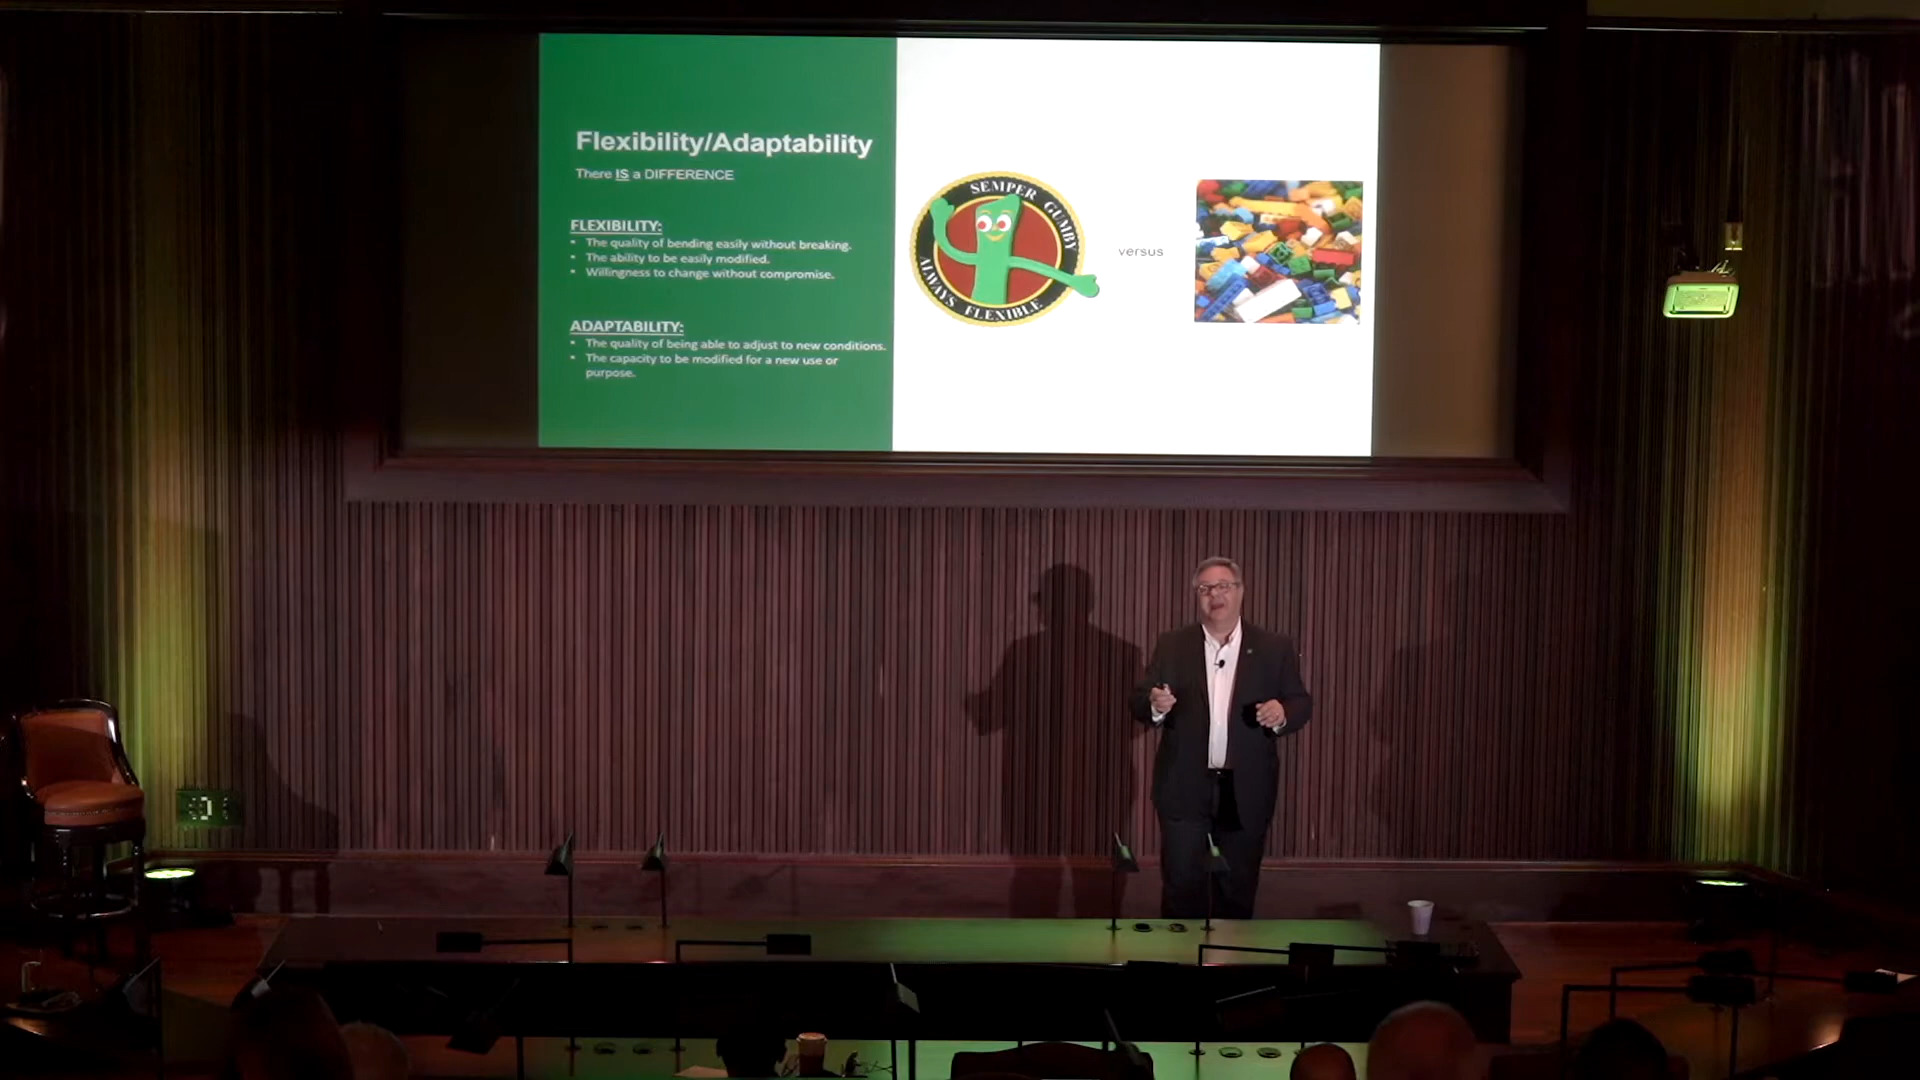 Flexibility/Adaptability
There IS a DIFFERENCE
FLEXIBILITY:
• The quality of bending easily without breaking.
• The ability to be easily modified.
• Willingness to change without compromise.
ADAPTABILITY:
• The quality of being able to adjust to new conditions.
• The capacity to be modified for a new use or
purpose.
SEMPER GUMBY
ALWAYS FLEXIBLE
versus